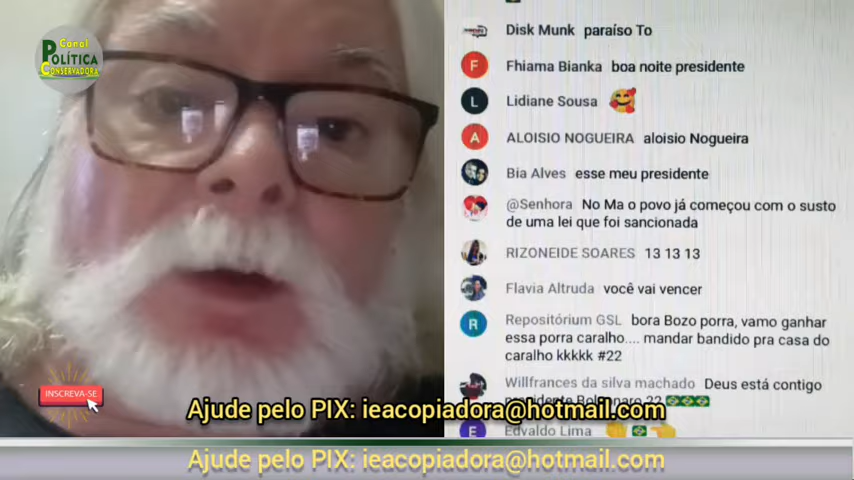 Canal
POLÍTICA
CONSERVADORA
INSCREVA-SE
Disk Munk paraíso To
F Fhiama Bianka boa noite presidente
L Lidiane Sousa
A ALOISIO NOGUEIRA aloisio Nogueira
Bia Alves esse meu presidente
@Senhora No Ma o povo já começou com o susto
de uma lei que foi sancionada
RIZONEIDE SOARES 13 13 13
Flavia Altruda você vai vencer
R Repositórium GSL bora Bozo porra, vamo ganhar
essa porra caralho.... mandar bandido pra casa do
caralho kkkkk #22
Willfrances da silva machado Deus está contigo
presidente Bolsonaro 22
E Edvaldo Lima
Ajude pelo PIX: ieacopiadora@hotmail.com
Ajude pelo PIX: ieacopiadora@hotmail.com